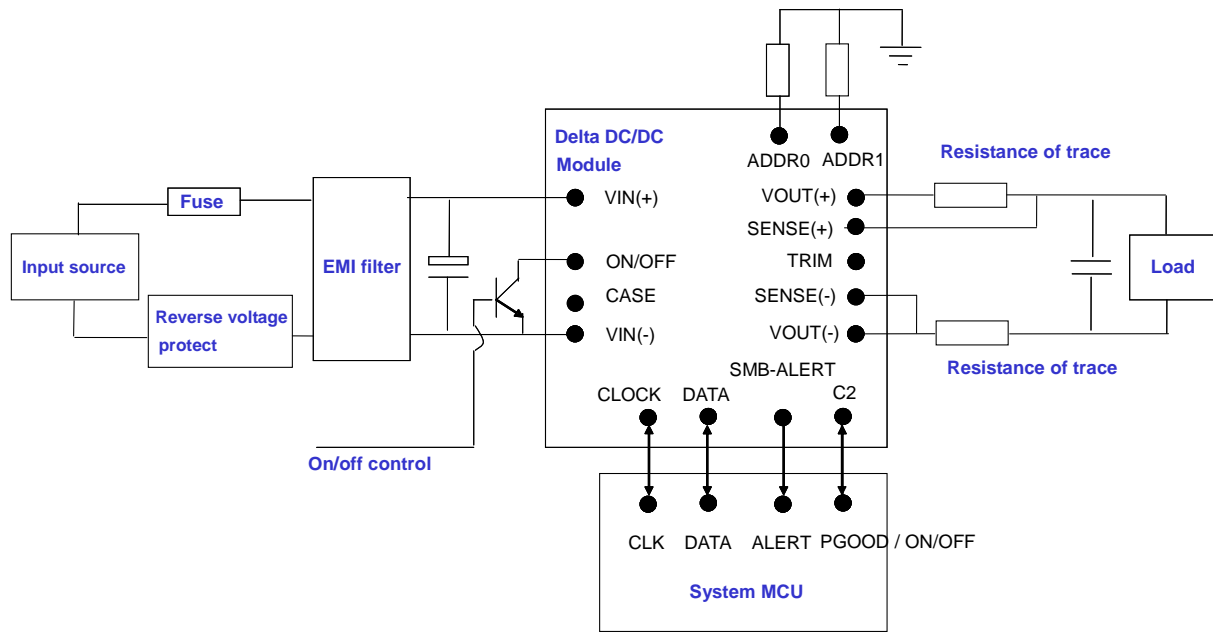 Delta DC/DC
Module
ADDR0
ADDR1
Resistance of trace
Fuse
VIN(+)
VOUT(+)
SENSE(+)
Input source
EMI filter
ON/OFF
TRIM
Load
CASE
SENSE(-)
Reverse voltage
protect
VIN(-)
VOUT(-)
SMB-ALERT
Resistance of trace
CLOCK
DATA
C2
On/off control
CLK
DATA
ALERT
PGOOD / ON/OFF
System MCU